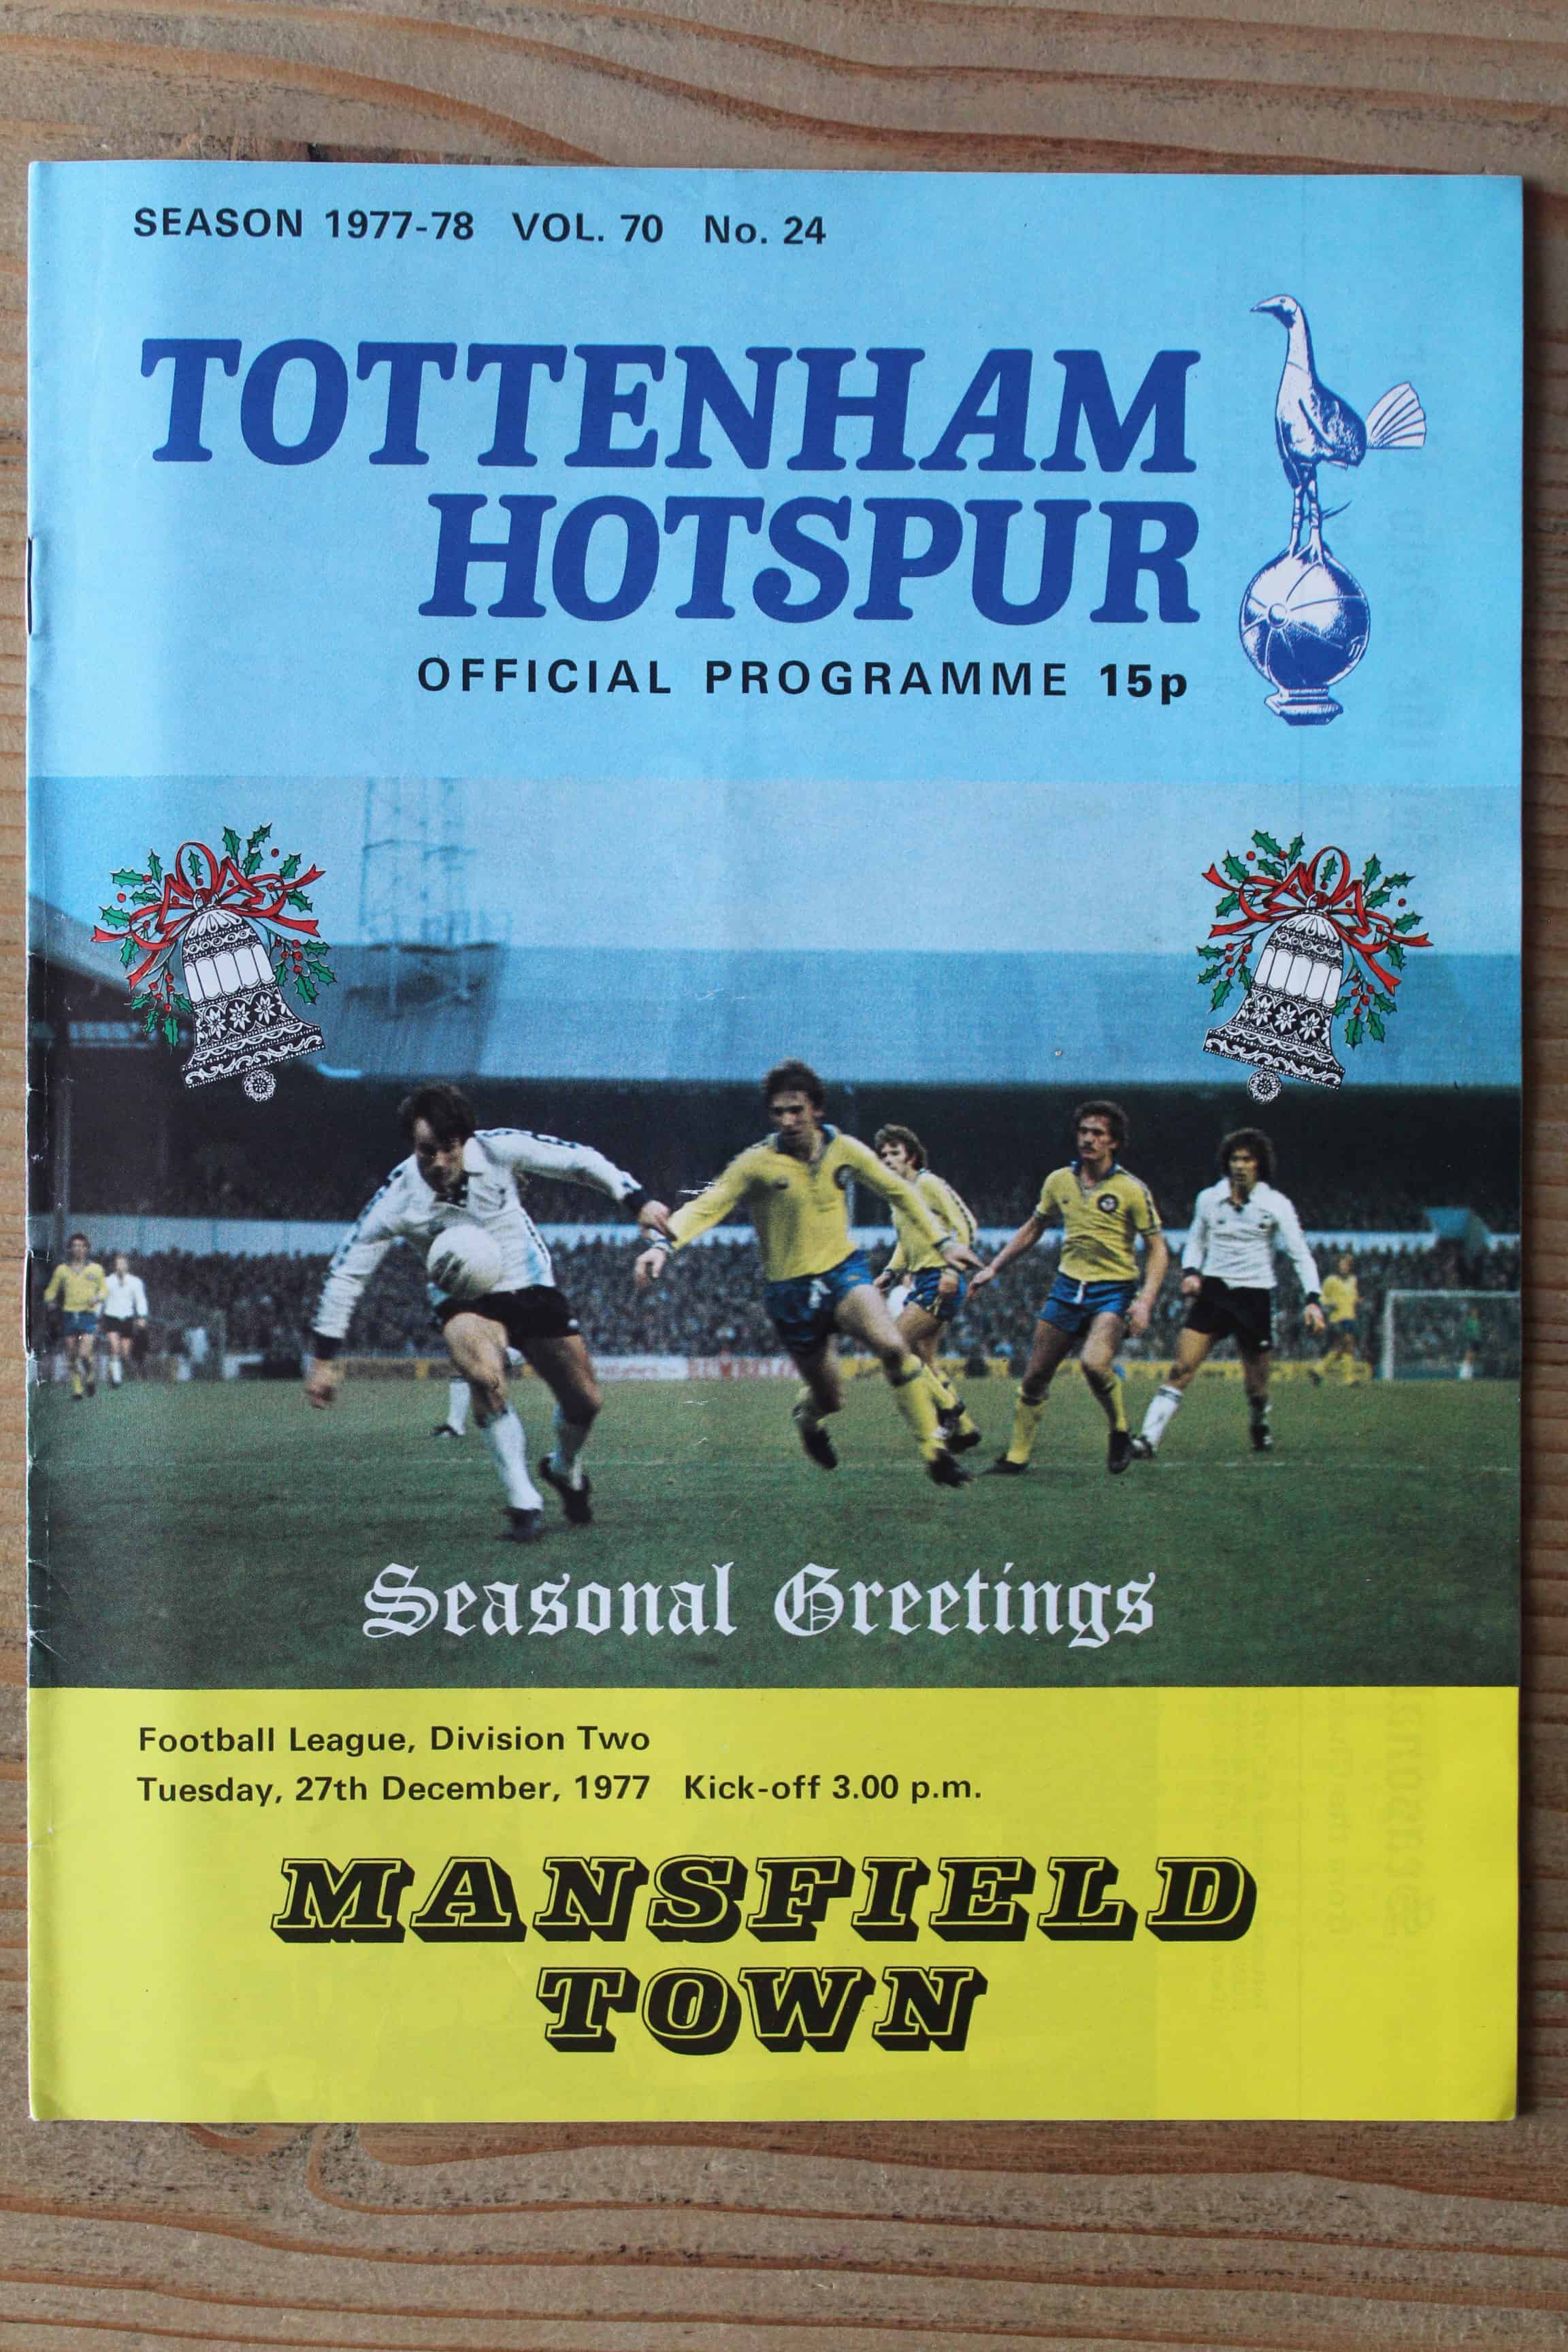 SEASON 1977-78 VOL. 70 No. 24
TOTTENHAM
HOTSPUR
OFFICIAL PROGRAMME 15p
Seasonal Greetings
Football League, Division Two
Tuesday, 27th December, 1977 Kick-off 3.00 p.m.
MANSFIELD
TOWN